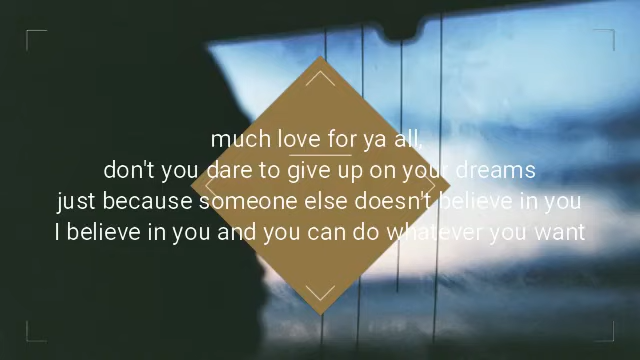 much love for ya all,
don't you dare to give up on your dreams
just because someone else doesn't believe in you
I believe in you and you can do whatever you want